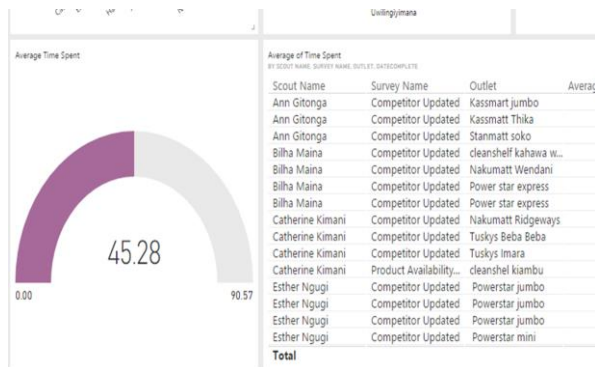 Uwilingiyimana
Average Time Spent
45.28
0.00
90.57
Average of Time Spent
BY SCOUT NAME, SURVEY NAME, OUTLET, DATECOMPLETE
Scout Name Survey Name Outlet Averag
Ann Gitonga Competitor Updated Kassmart jumbo
Ann Gitonga Competitor Updated Kassmatt Thika
Ann Gitonga Competitor Updated Stanmatt soko
Bilha Maina Competitor Updated cleanshelf kahawa w...
Bilha Maina Competitor Updated Nakumatt Wendani
Bilha Maina Competitor Updated Power star express
Bilha Maina Competitor Updated Power star express
Catherine Kimani Competitor Updated Nakumatt Ridgeways
Catherine Kimani Competitor Updated Tuskys Beba Beba
Catherine Kimani Competitor Updated Tuskys Imara
Catherine Kimani Product Availability... cleanshel kiambu
Esther Ngugi Competitor Updated Powerstar jumbo
Esther Ngugi Competitor Updated Powerstar jumbo
Esther Ngugi Competitor Updated Powerstar jumbo
Esther Ngugi Competitor Updated Powerstar mini
Total